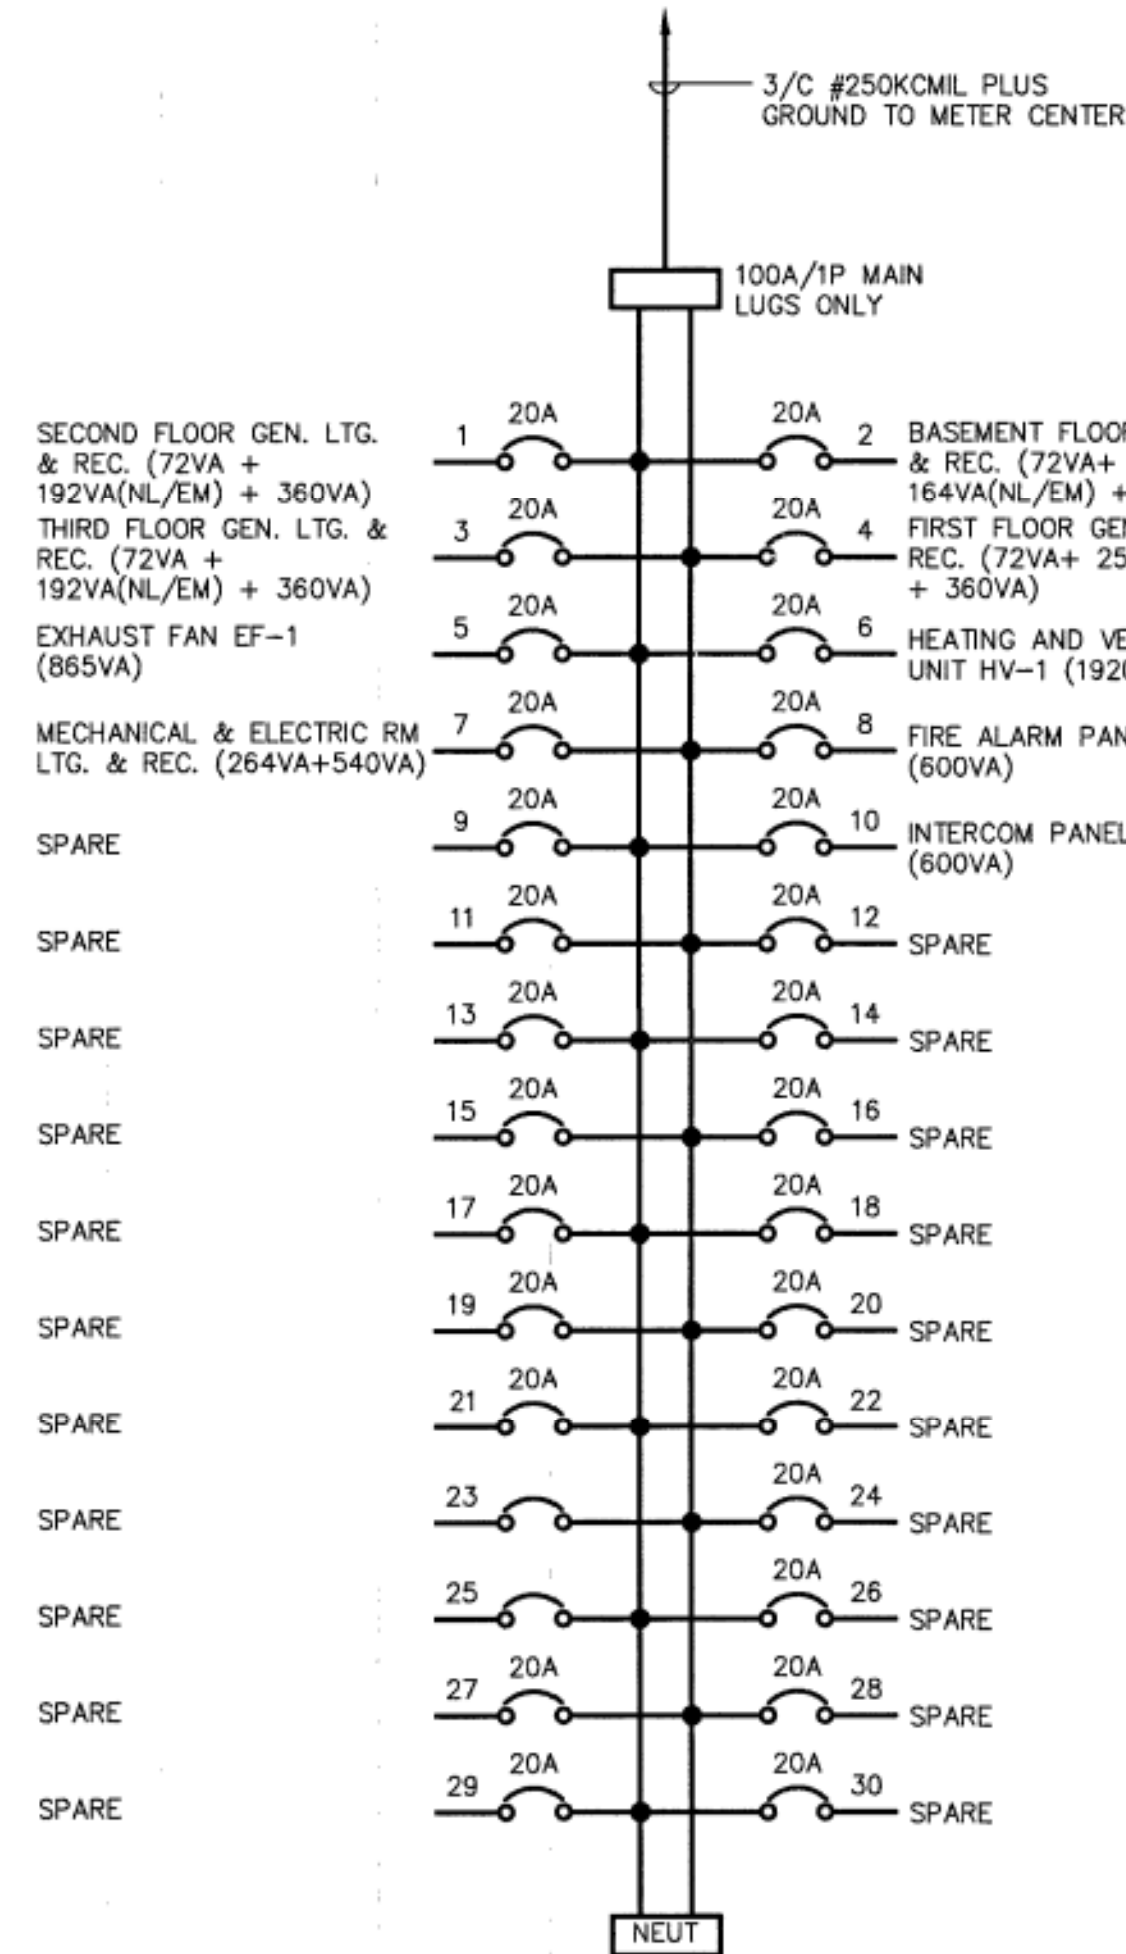 3/C #250KCMIL PLUS
GROUND TO METER CENTER
100A/1P MAIN
LUGS ONLY
SECOND FLOOR GEN. LTG.
& REC. (72VA +
192VA(NL/EM) + 360VA)
1
20A
20A
2
BASEMENT FLOOR
& REC. (72VA+
164VA(NL/EM) +
THIRD FLOOR GEN. LTG. &
REC. (72VA +
192VA(NL/EM) + 360VA)
3
20A
20A
4
FIRST FLOOR
REC. (72VA+
+ 360VA)
EXHAUST FAN EF-1
(865VA)
5
20A
20A
6
HEATING AND
UNIT HV-1
MECHANICAL & ELECTRIC RM
LTG. & REC. (264VA+540VA)
7
20A
20A
8
FIRE ALARM
(600VA)
SPARE
9
20A
20A
10
INTERCOM PANEL
(600VA)
SPARE
11
20A
20A
12
SPARE
SPARE
13
20A
20A
14
SPARE
SPARE
15
20A
20A
16
SPARE
SPARE
17
20A
20A
18
SPARE
SPARE
19
20A
20A
20
SPARE
SPARE
21
20A
20A
22
SPARE
SPARE
23
20A
24
SPARE
SPARE
25
20A
26
SPARE
SPARE
27
20A
20A
28
SPARE
SPARE
29
20A
20A
30
SPARE
NEUT